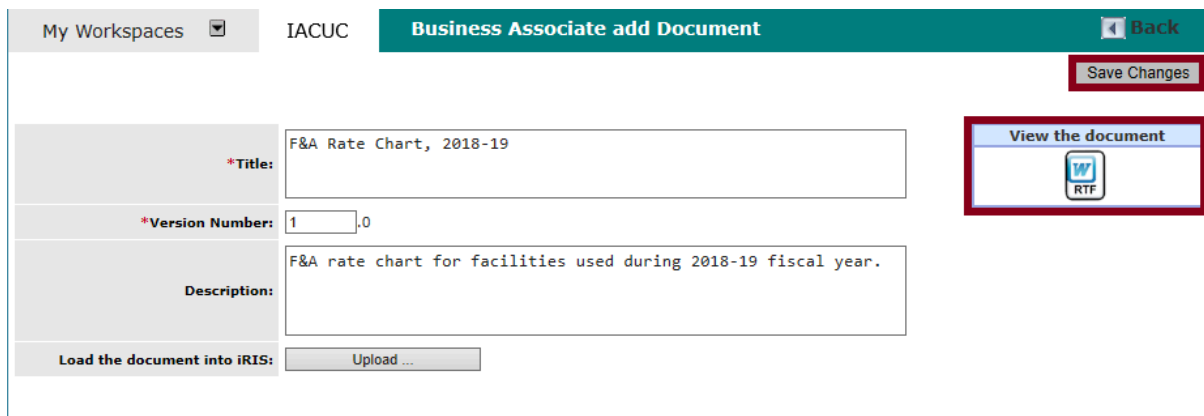 My Workspaces IACUC Business Associate add Document Back
Save Changes
*Title: F&A Rate Chart, 2018-19
View the document
W
RTF
*Version Number: 1 .0
Description: F&A rate chart for facilities used during 2018-19 fiscal year.
Load the document into iRIS: Upload ...